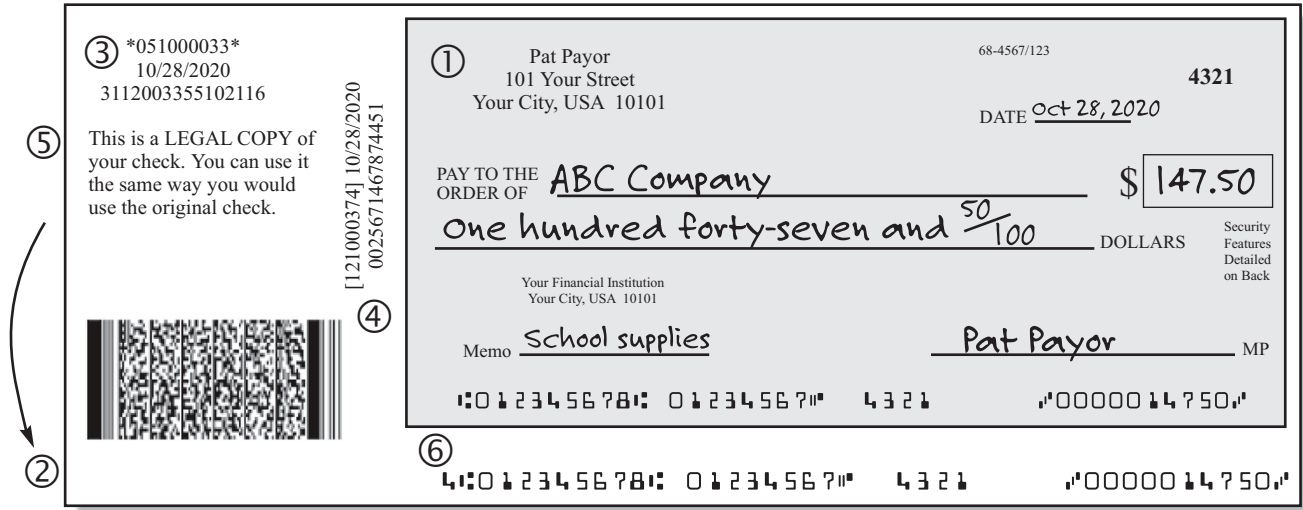 ③ *051000033*
10/28/2020
3112003355102116
⑤ This is a LEGAL COPY of
your check. You can use it
the same way you would
use the original check.
②
[121000374] 10/28/2020
0025671467874451
④
① Pat Payor
101 Your Street
Your City, USA 10101
68-4567/123
4321
DATE Oct 28, 2020
PAY TO THE
ORDER OF ABC Company $ 147.50
One hundred forty-seven and 50/100 DOLLARS
Security
Features
Detailed
on Back
Your Financial Institution
Your City, USA 10101
Memo School supplies Pat Payor MP
⑆012345678⑆ 01234567⑈ 4321 ⑇0000014750⑇
⑥
4⑆012345678⑆ 01234567⑈ 4321 ⑇0000014750⑇